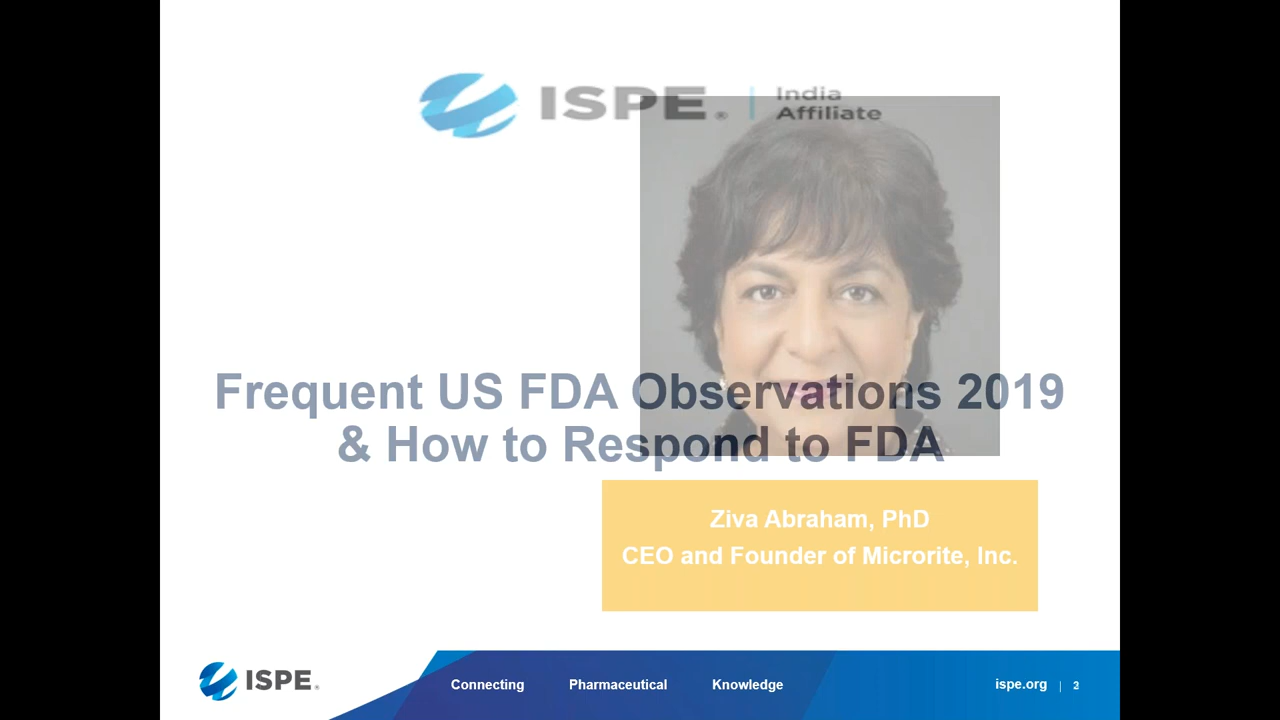 ISPE® | India
Affiliate
Frequent US FDA Observations 2019
& How to Respond to FDA
Ziva Abraham, PhD
CEO and Founder of Microrite, Inc.
ISPE®
Connecting Pharmaceutical Knowledge
ispe.org |